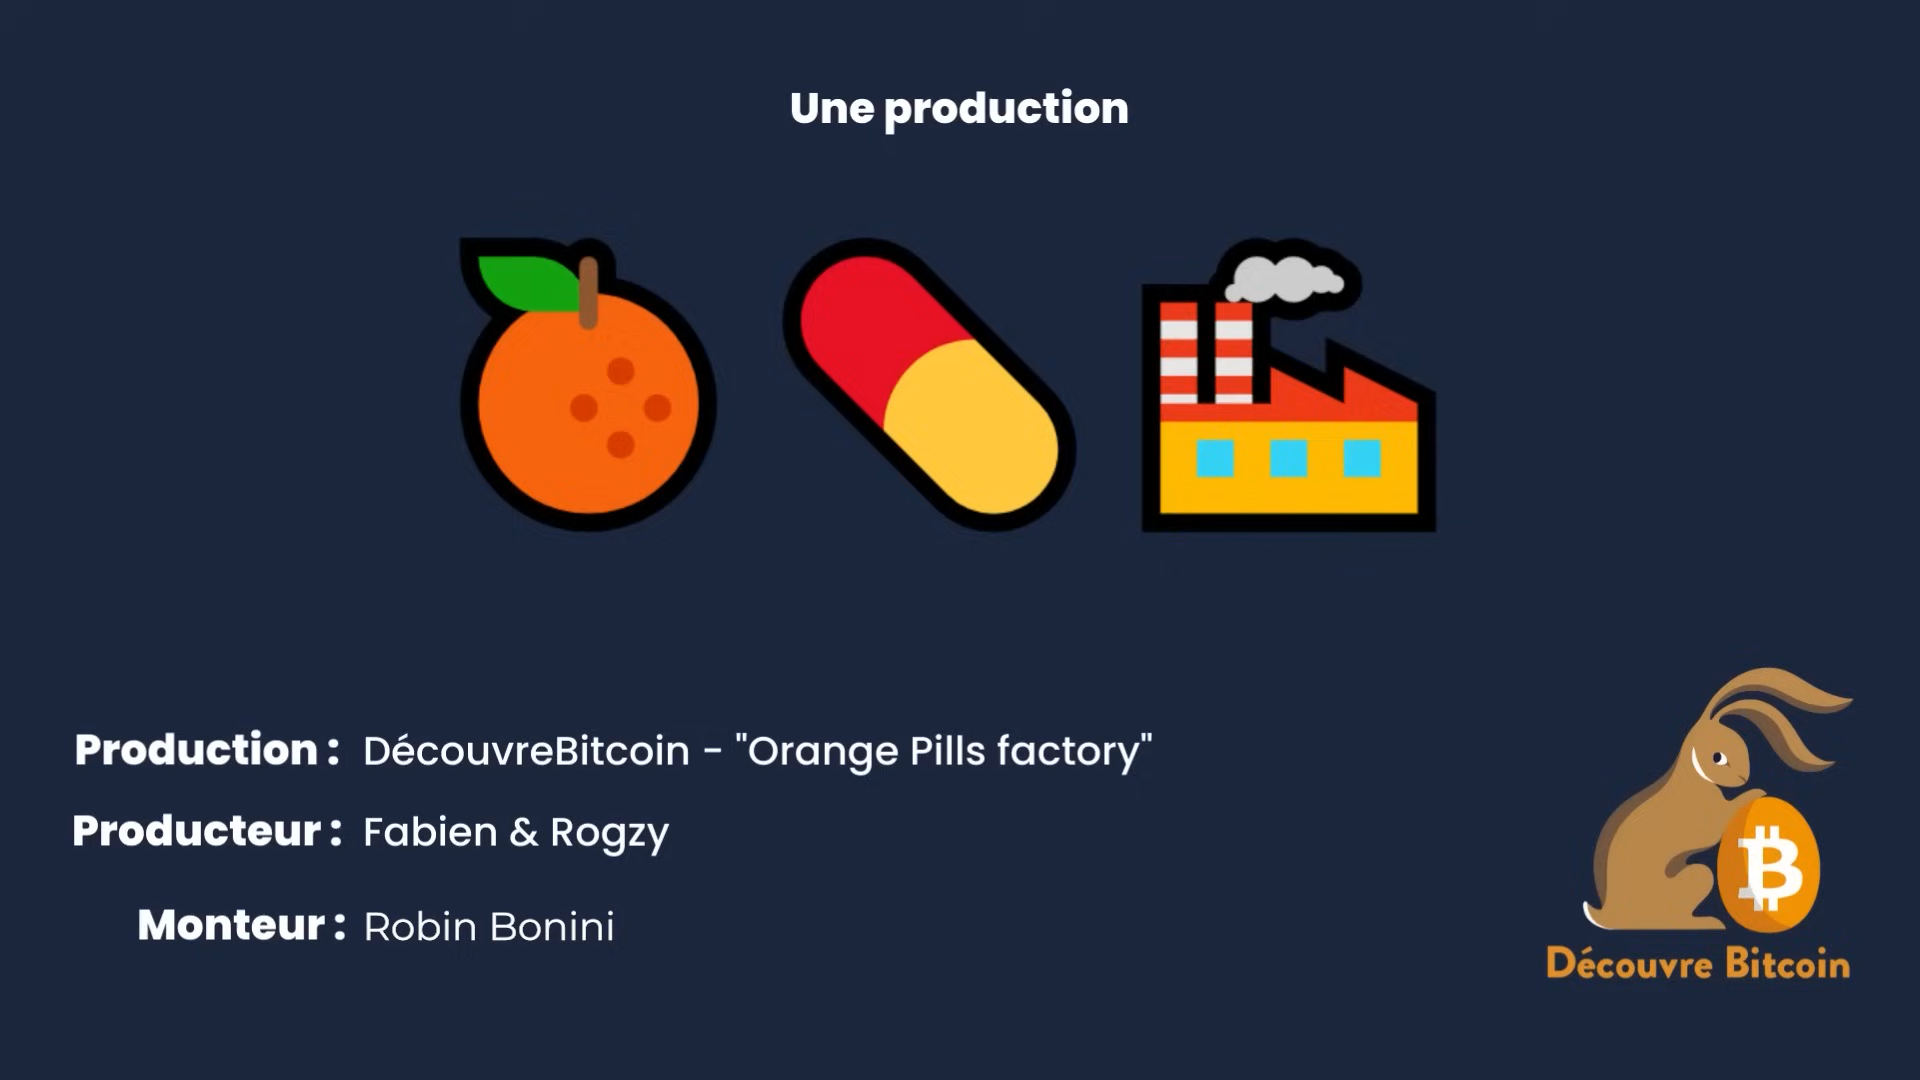 Une production
Production : DécouvreBitcoin - "Orange Pills factory"
Producteur : Fabien & Rogzy
Monteur : Robin Bonini
Découvre Bitcoin